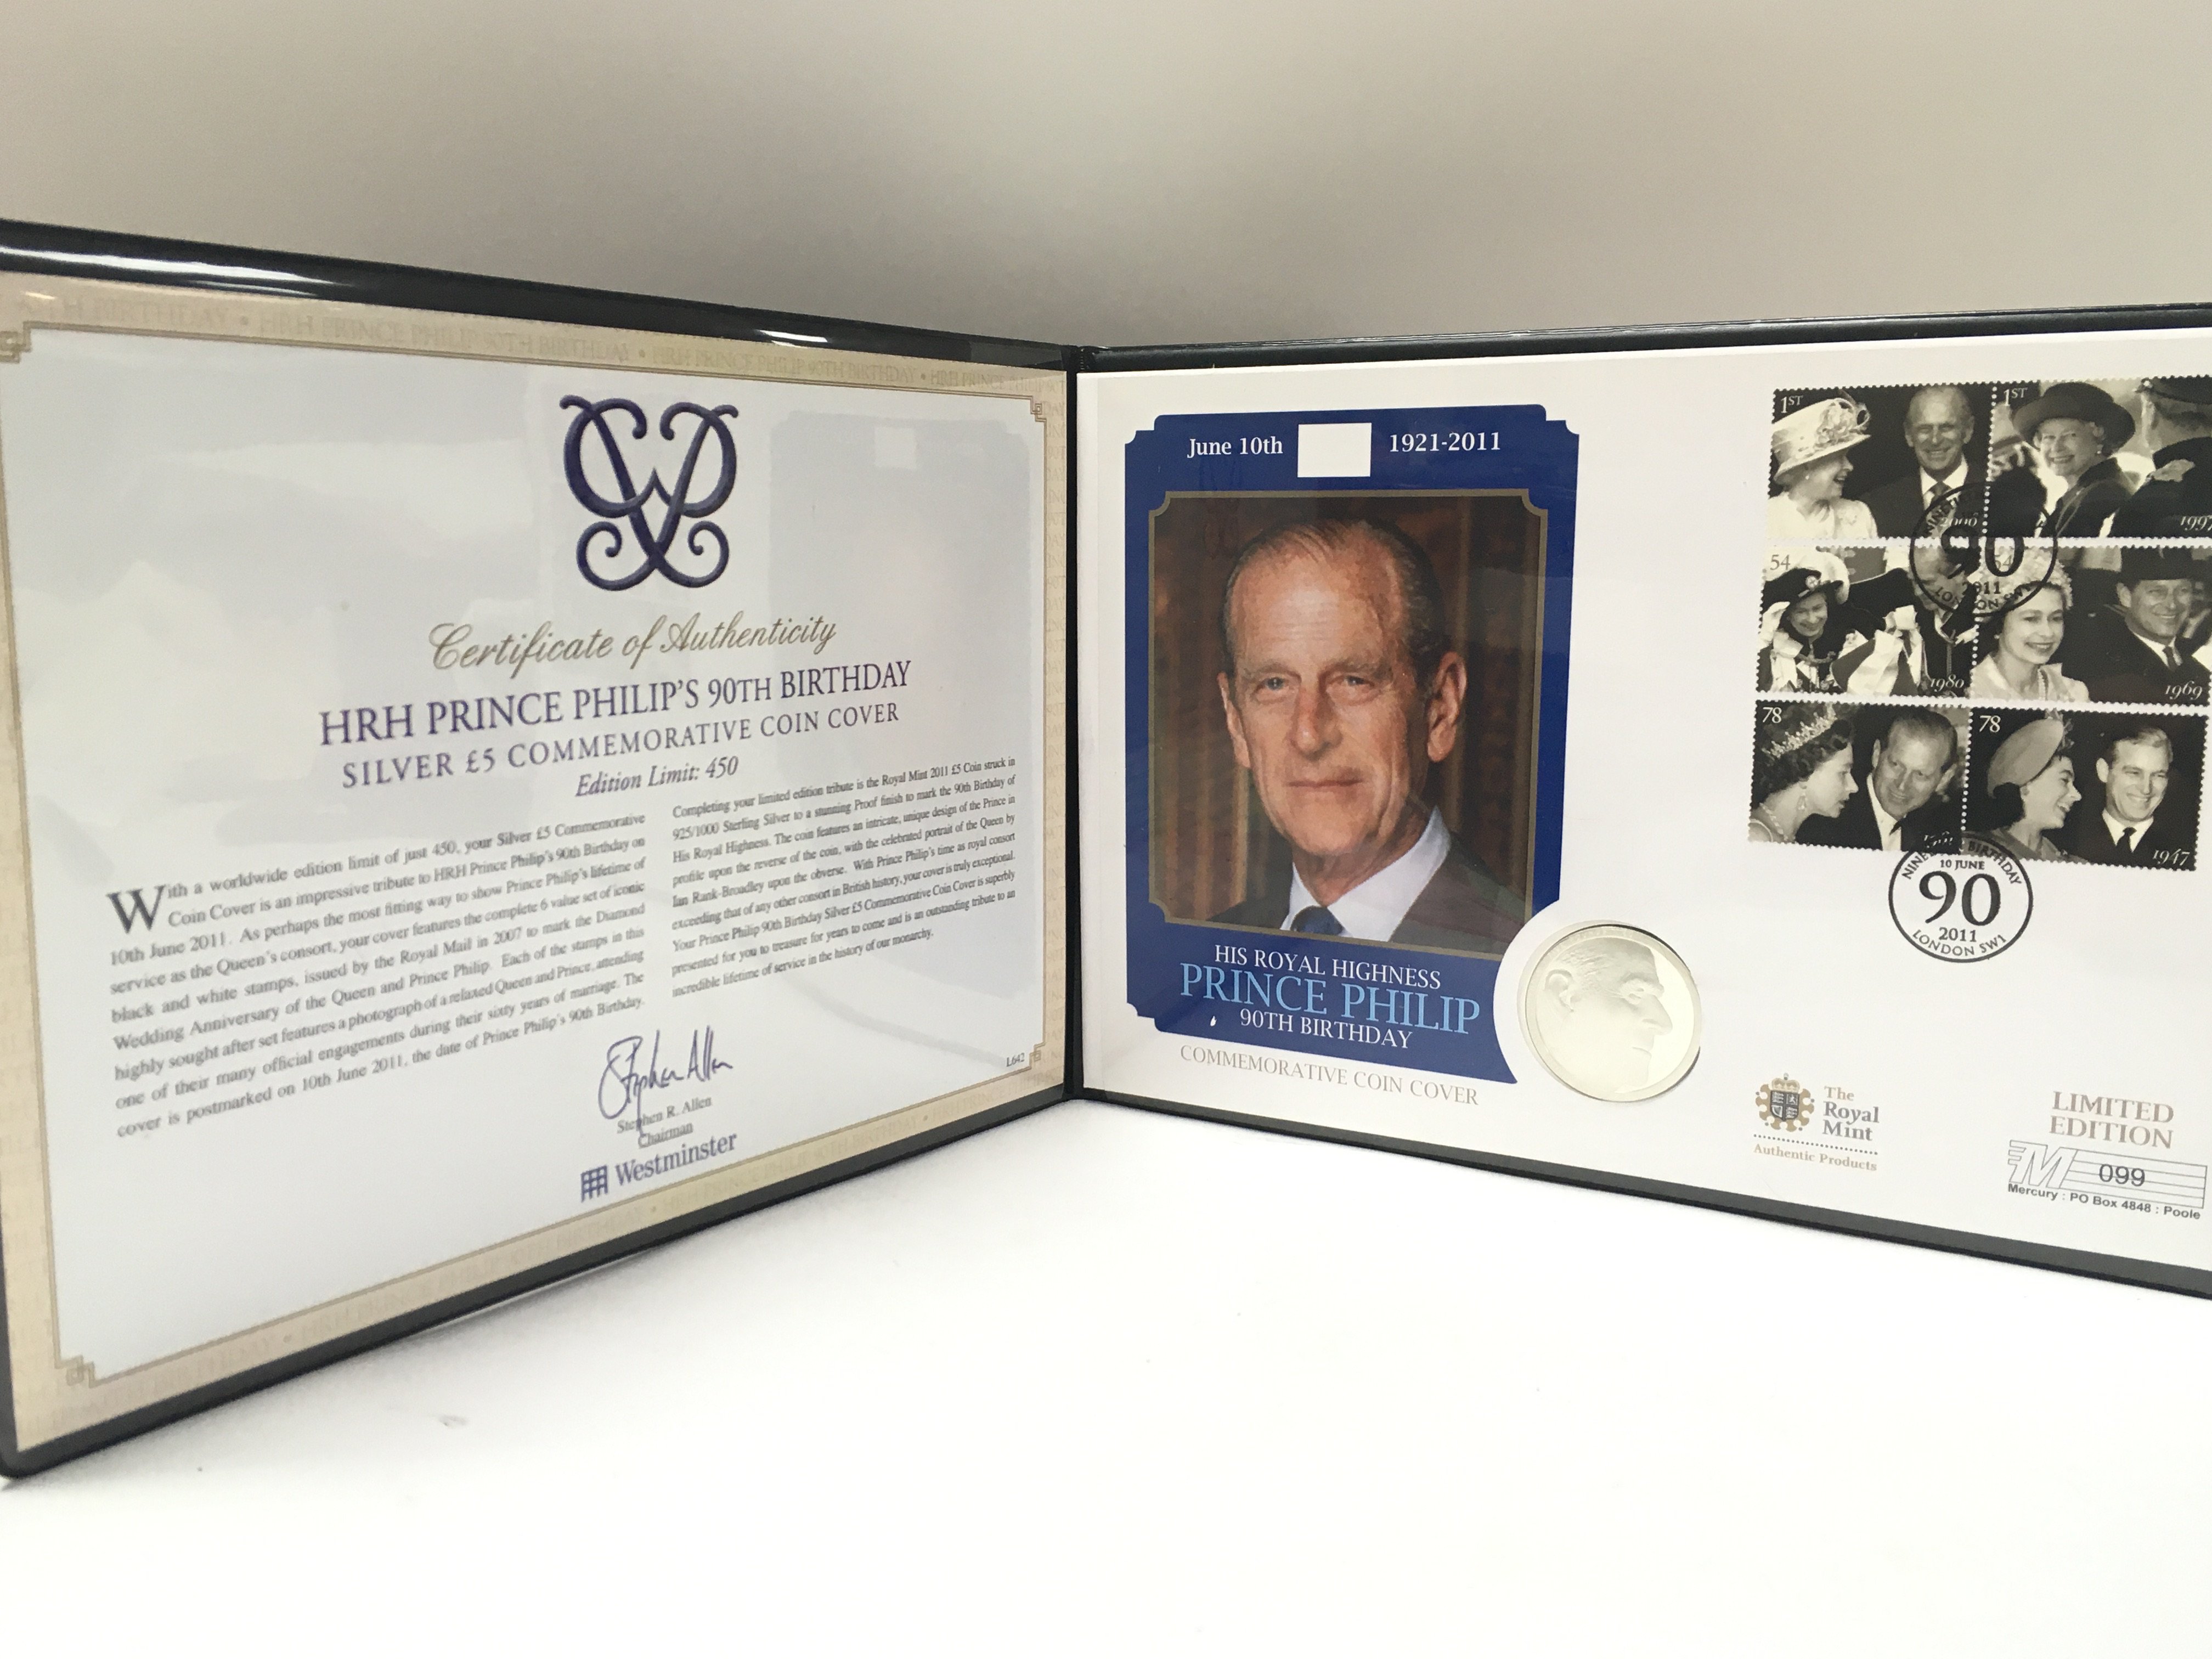 BIRTHDAY • HRH PRINCE PHILIP 90TH BIRTHDAY • HRH PRINCE PHILIP 90TH BIRTHDAY • HRH PRINCE PHILIP
Certificate of Authenticity
HRH PRINCE PHILIP'S 90TH BIRTHDAY
SILVER £5 COMMEMORATIVE COIN COVER
Edition Limit: 450
With a worldwide edition limit of just 450, your Silver £5 Commemorative
Coin Cover is an impressive tribute to HRH Prince Philip's 90th Birthday on
10th June 2011. As perhaps the most fitting way to show Prince Philip's lifetime of
service as the Queen's consort, your cover features the complete 6 value set of iconic
black and white stamps, issued by the Royal Mail in 2007 to mark the Diamond
Wedding Anniversary of the Queen and Prince Philip. Each of the stamps in this
highly sought after set features a photograph of a relaxed Queen and Prince, attending
one of their many official engagements during their sixty years of marriage. The
cover is postmarked on 10th June 2011, the date of Prince Philip's 90th Birthday.
Completing your limited edition tribute is the Royal Mint 2011 £5 Coin struck in
925/1000 Sterling Silver to a stunning Proof finish to mark the 90th Birthday of
His Royal Highness. The coin features an intricate, unique design of the Prince in
profile upon the reverse of the coin, with the celebrated portrait of the Queen by
Ian Rank-Broadley upon the obverse. With Prince Philip's time as royal consort
exceeding that of any other consort in British history, your cover is truly exceptional.
Your Prince Philip 90th Birthday Silver £5 Commemorative Coin Cover is superbly
presented for you to treasure for years to come and is an outstanding tribute to an
incredible lifetime of service in the history of our monarchy.
Stephen Allen
Stephen R. Allen
Chairman
Westminster
L642
June 10th 1921-2011
HIS ROYAL HIGHNESS
PRINCE PHILIP
90TH BIRTHDAY
COMMEMORATIVE COIN COVER
1ST
2006
1ST
1997
54
1980
1969
78
78
1947
90
2011
LONDON SW1
NINETIETH BIRTHDAY
10 JUNE
90
2011
LONDON SW1
The
Royal
Mint
Authentic Products
LIMITED
EDITION
M 099
Mercury : PO Box 4848 : Poole